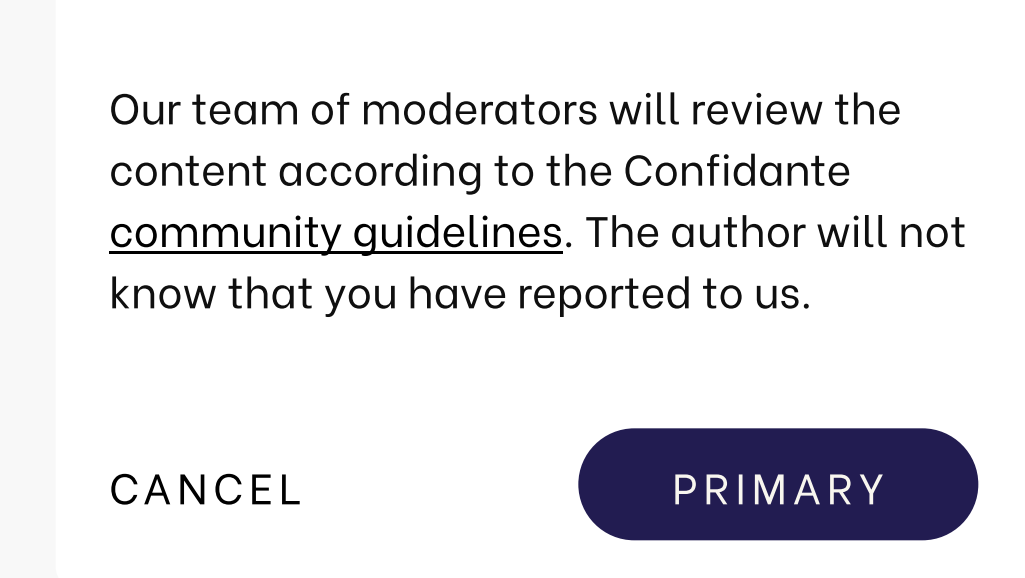 Our team of moderators will review the
content according to the Confidante
community guidelines. The author will not
know that you have reported to us.
CANCEL
PRIMARY